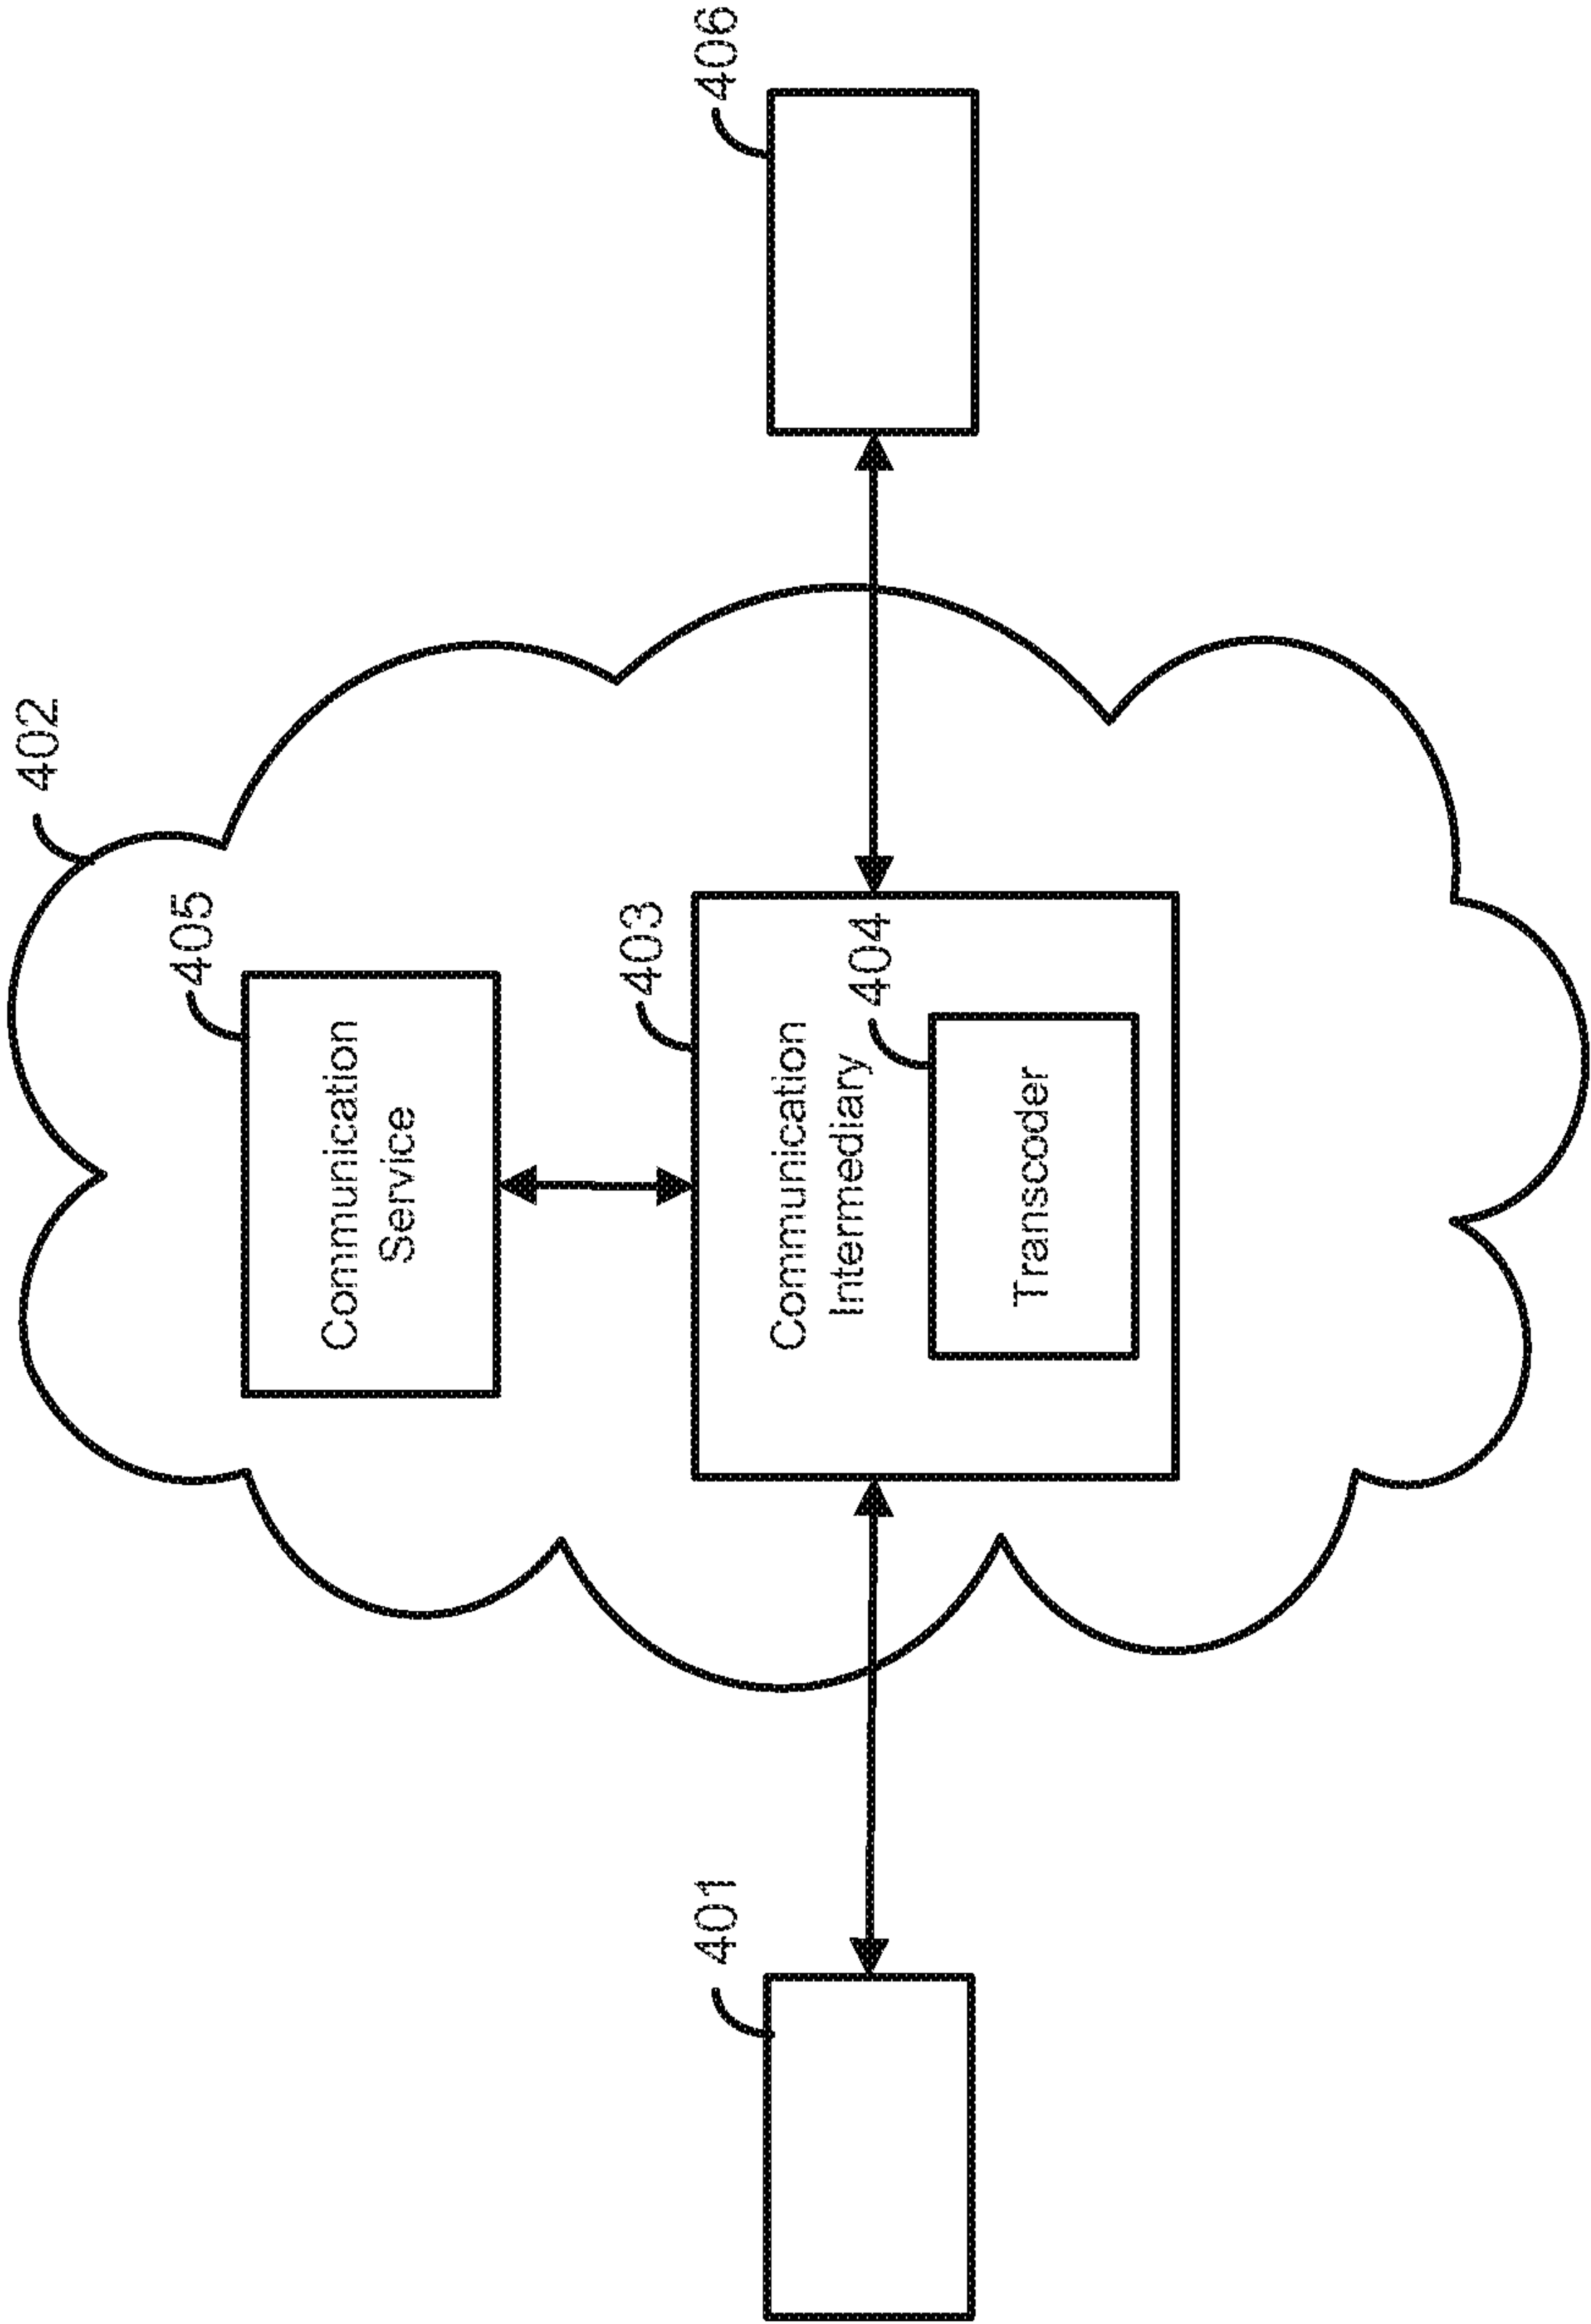 402
405
Communication
Service
403
Communication
Intermediary
404
Transcoder
401
406